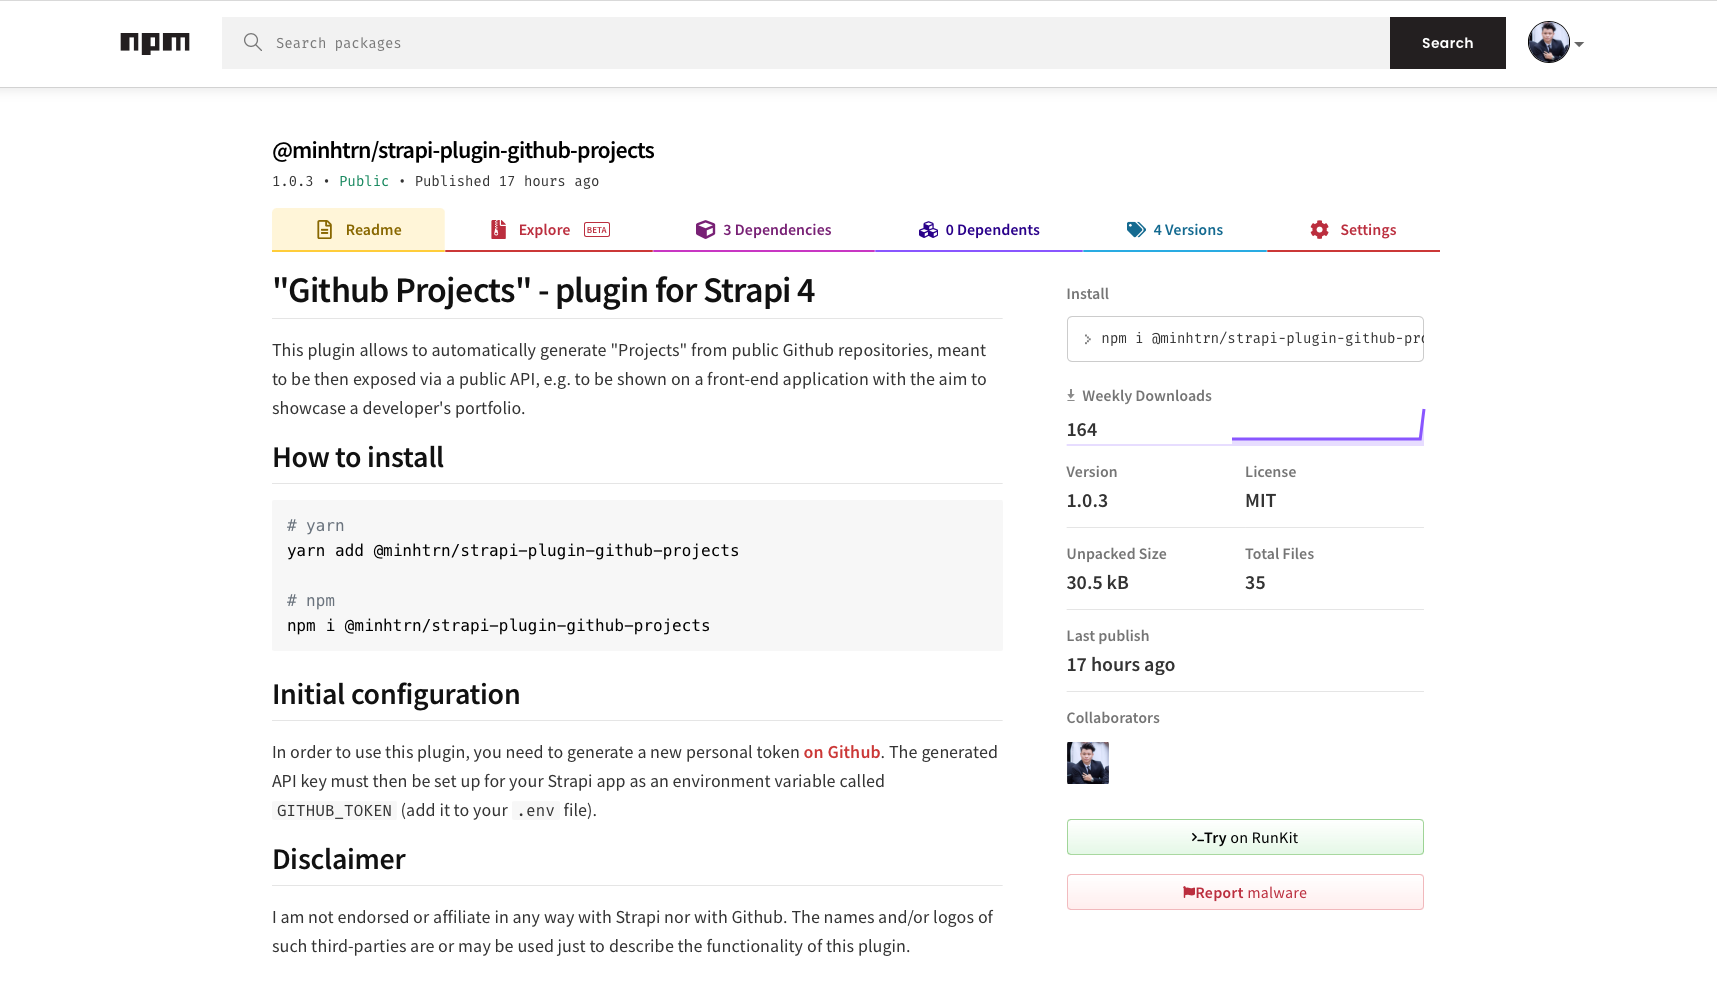 npm
Search packages
Search
@minhtrn/strapi-plugin-github-projects
1.0.3 • Public • Published 17 hours ago
Readme
Explore BETA
3 Dependencies
0 Dependents
4 Versions
Settings
"Github Projects" - plugin for Strapi 4
This plugin allows to automatically generate "Projects" from public Github repositories, meant
to be then exposed via a public API, e.g. to be shown on a front-end application with the aim to
showcase a developer's portfolio.
How to install
# yarn
yarn add @minhtrn/strapi-plugin-github-projects
# npm
npm i @minhtrn/strapi-plugin-github-projects
Initial configuration
In order to use this plugin, you need to generate a new personal token on Github. The generated
API key must then be set up for your Strapi app as an environment variable called
GITHUB_TOKEN (add it to your .env file).
Disclaimer
I am not endorsed or affiliate in any way with Strapi nor with Github. The names and/or logos of
such third-parties are or may be used just to describe the functionality of this plugin.
Install
> npm i @minhtrn/strapi-plugin-github-pro
Weekly Downloads
164
Version
License
1.0.3
MIT
Unpacked Size
Total Files
30.5 kB
35
Last publish
17 hours ago
Collaborators
>_Try on RunKit
Report malware